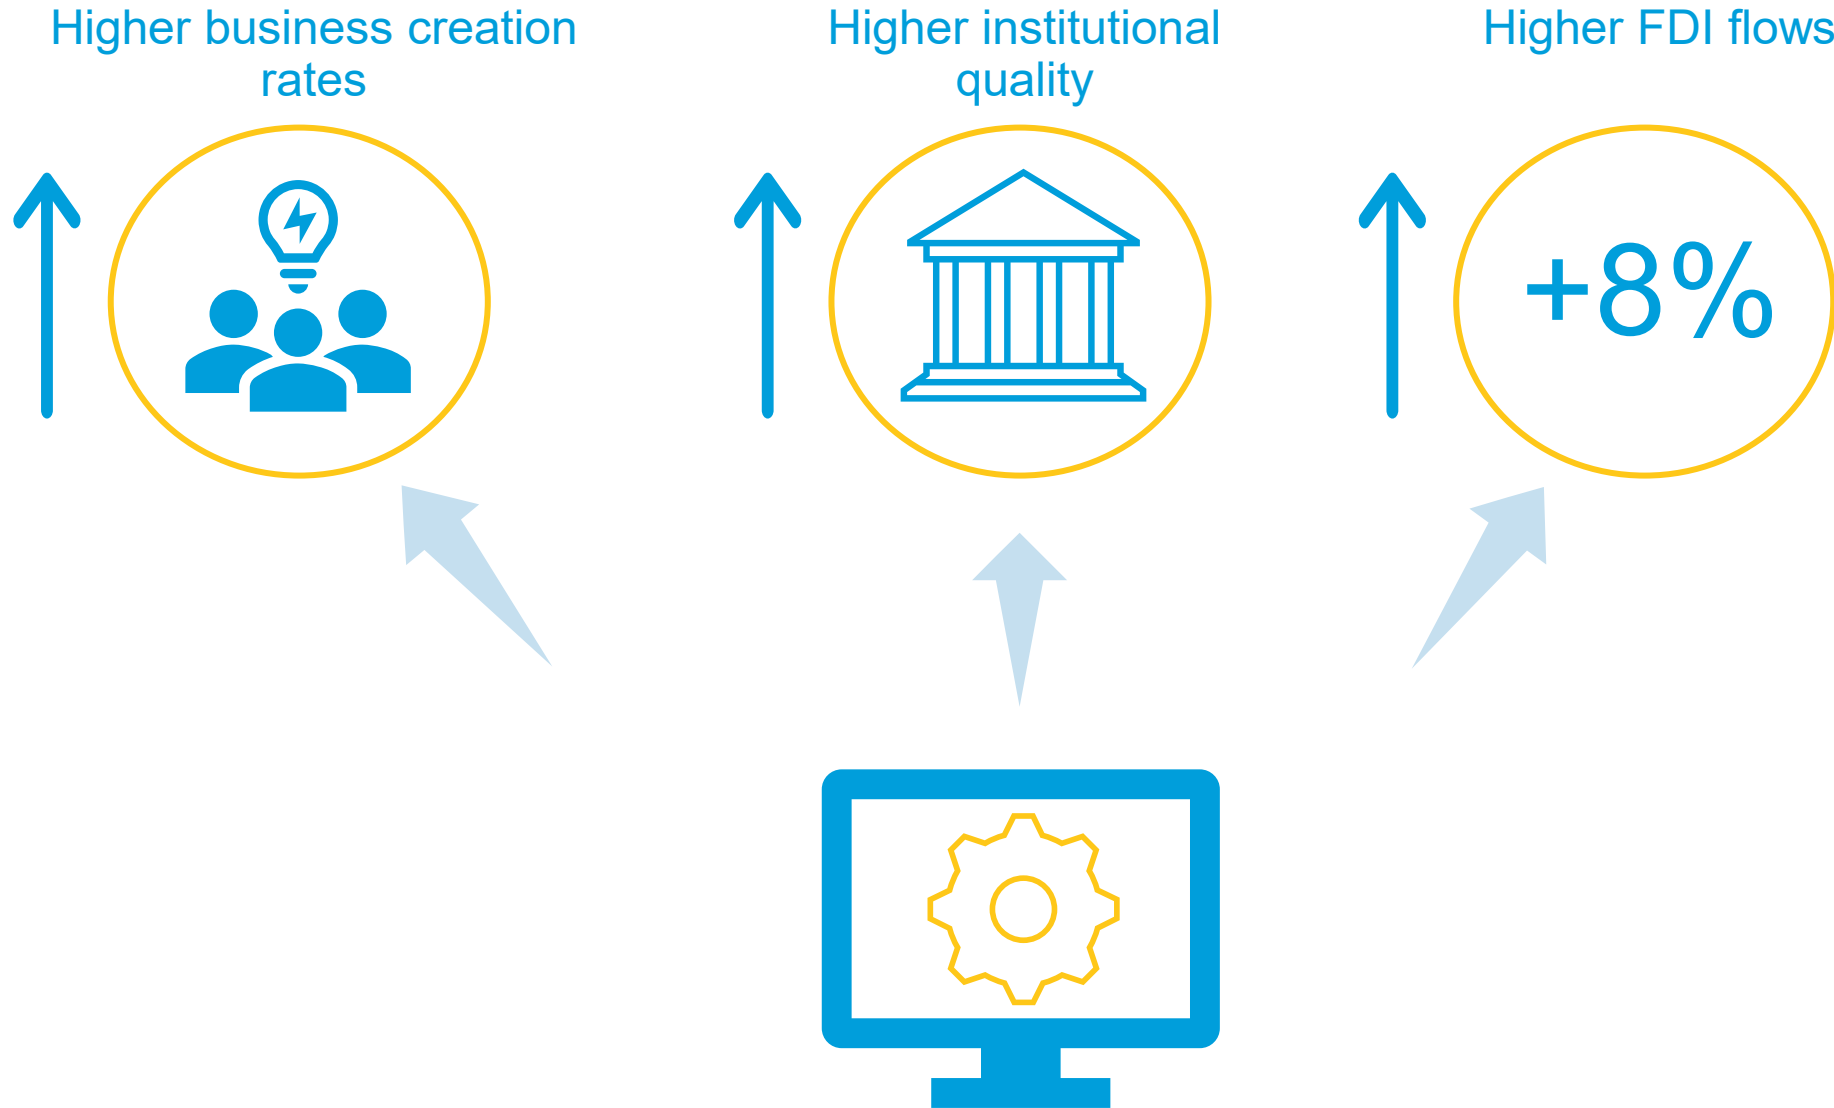 Higher business creation
rates
Higher institutional
quality
Higher FDI flows
+8%